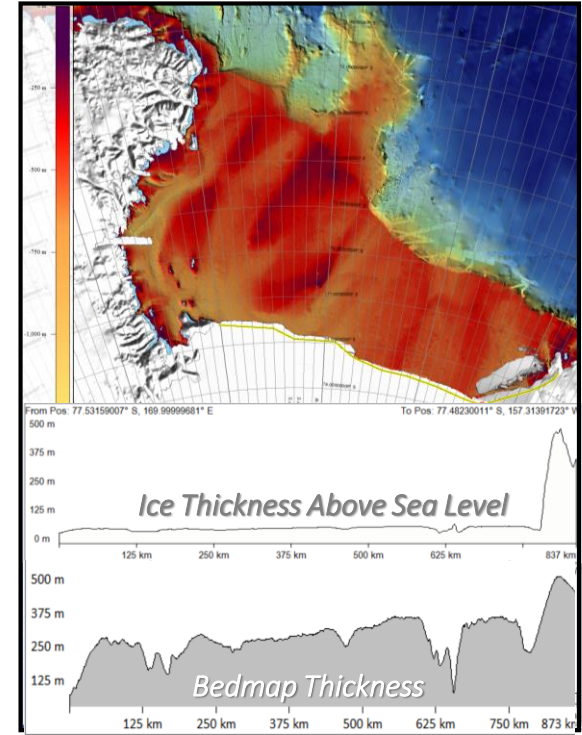 -250 m
-500 m
-750 m
-1,000 m
From Pos: 77.53159007° S, 169.99999681° E
To Pos: 77.48230011° S, 157.31391723° W
500 m
375 m
250 m
125 m
0 m
Ice Thickness Above Sea Level
125 km
250 km
375 km
500 km
625 km
837 km
500 m
375 m
250 m
125 m
Bedmap Thickness
125 km
250 km
375 km
500 km
625 km
750 km
873 km